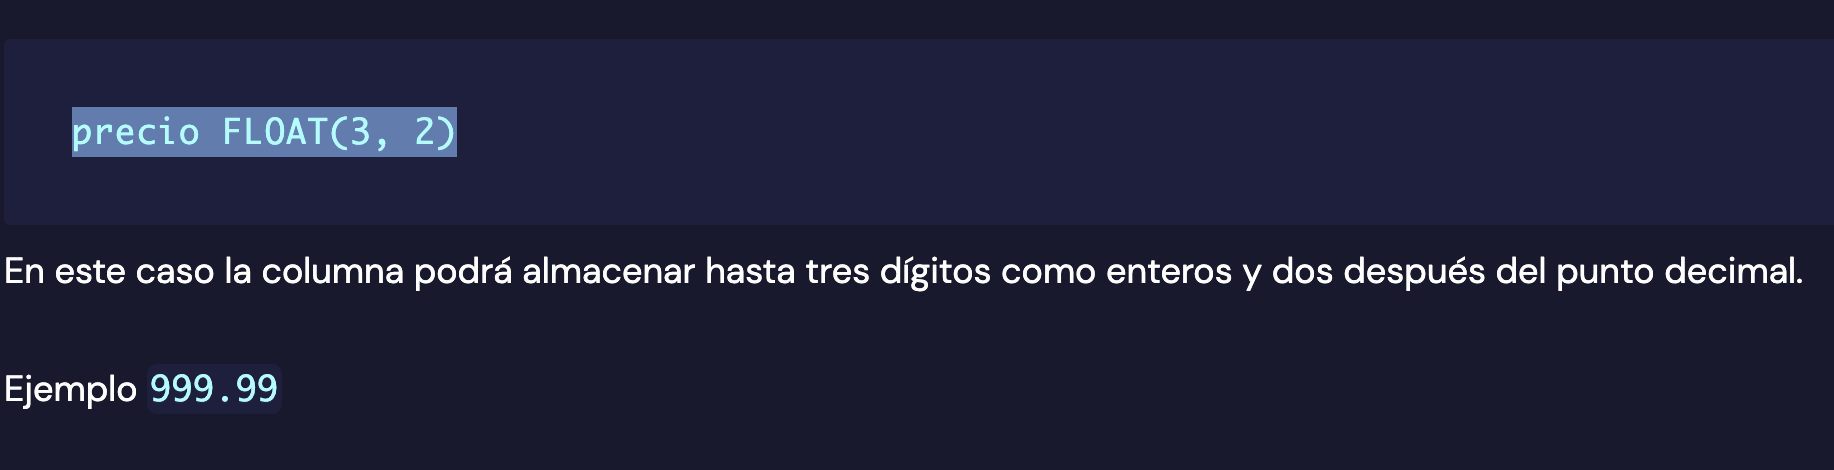 precio FLOAT(3, 2)
En este caso la columna podrá almacenar hasta tres dígitos como enteros y dos después del punto decimal.
Ejemplo 999.99